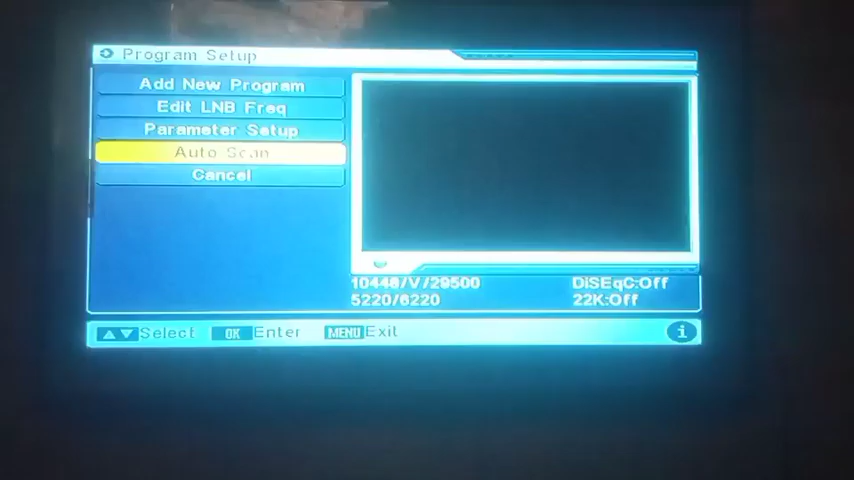 Program Setup
Add New Program
Edit LNB Freq
Parameter Setup
Auto Scan
Cancel
10448/V/29500 DiSEqC:Off
5220/6220 22K:Off
Select OK Enter MENU Exit i